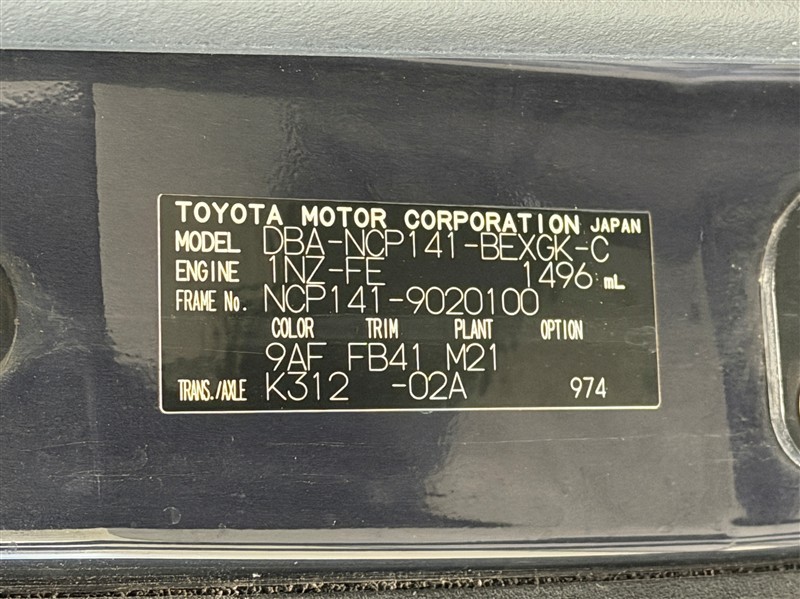 TOYOTA MOTOR CORPORATION JAPAN
MODEL DBA-NCP141-BEXGK-C
ENGINE 1NZ-FE 1496 mL
FRAME No. NCP141-9020100
COLOR TRIM PLANT OPTION
9AF FB41 M21
TRANS./AXLE K312 -02A 974